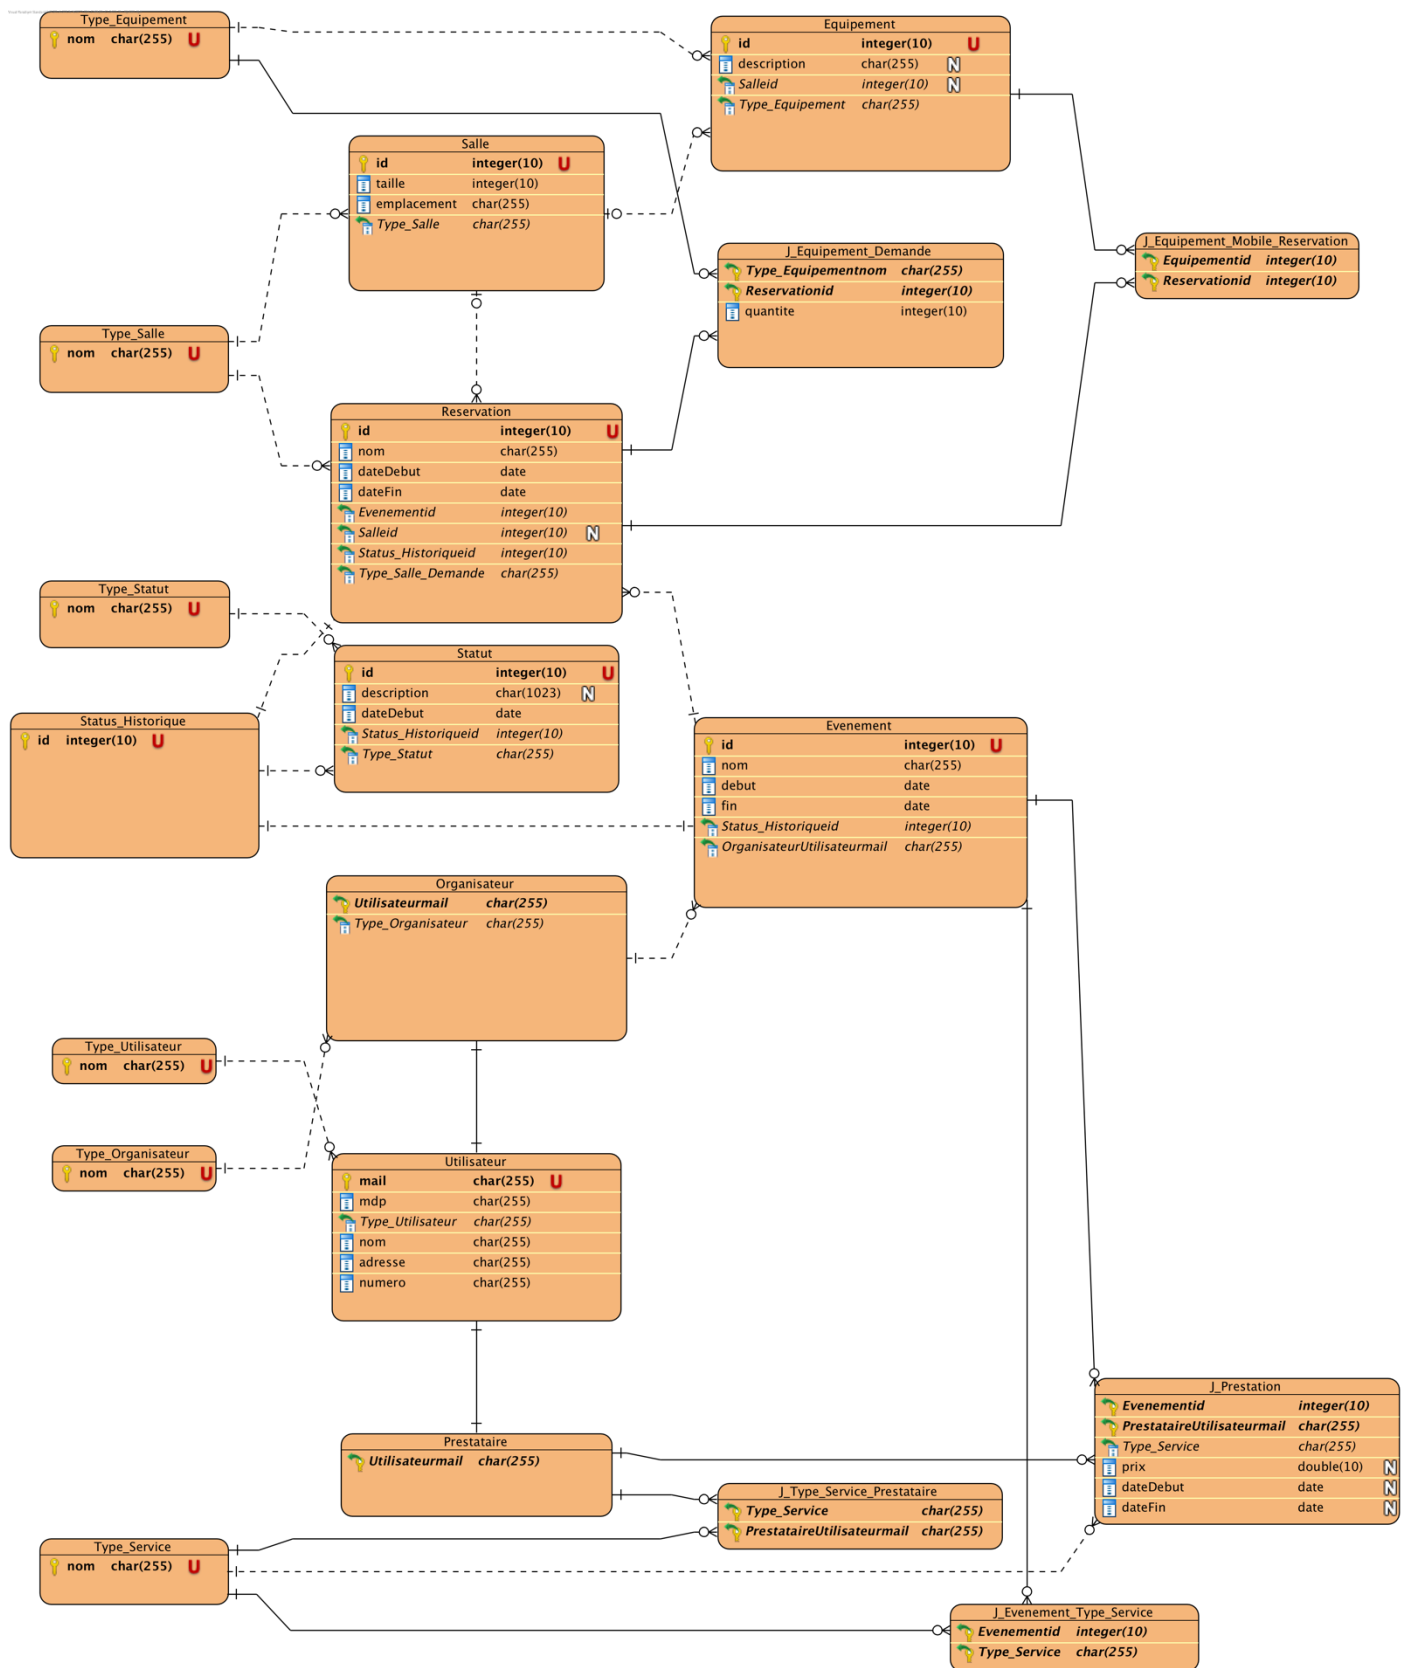 Type_Equipement
nom char(255) U
Equipement
id integer(10) U
description char(255) N
Salleid integer(10) N
Type_Equipement char(255)
Salle
id integer(10) U
taille integer(10)
emplacement char(255)
Type_Salle char(255)
J_Equipement_Mobile_Reservation
Equipementid integer(10)
Reservationid integer(10)
J_Equipement_Demande
Type_Equipementnom char(255)
Reservationid integer(10)
quantite integer(10)
Type_Salle
nom char(255) U
Reservation
id integer(10) U
nom char(255)
dateDebut date
dateFin date
Evenementid integer(10)
Salleid integer(10) N
Status_Historiqueid integer(10)
Type_Salle_Demande char(255)
Type_Statut
nom char(255) U
Statut
id integer(10) U
description char(1023) N
dateDebut date
Status_Historiqueid integer(10)
Type_Statut char(255)
Status_Historique
id integer(10) U
Evenement
id integer(10) U
nom char(255)
debut date
fin date
Status_Historiqueid integer(10)
OrganisateurUtilisateurmail char(255)
Organisateur
Utilisateurmail char(255)
Type_Organisateur char(255)
Type_Utilisateur
nom char(255) U
Type_Organisateur
nom char(255) U
Utilisateur
mail char(255) U
mdp char(255)
Type_Utilisateur char(255)
nom char(255)
adresse char(255)
numero char(255)
J_Prestation
Evenementid integer(10)
PrestataireUtilisateurmail char(255)
Type_Service char(255)
prix double(10) N
dateDebut date N
dateFin date N
Prestataire
Utilisateurmail char(255)
J_Type_Service_Prestataire
Type_Service char(255)
PrestataireUtilisateurmail char(255)
Type_Service
nom char(255) U
J_Evenement_Type_Service
Evenementid integer(10)
Type_Service char(255)